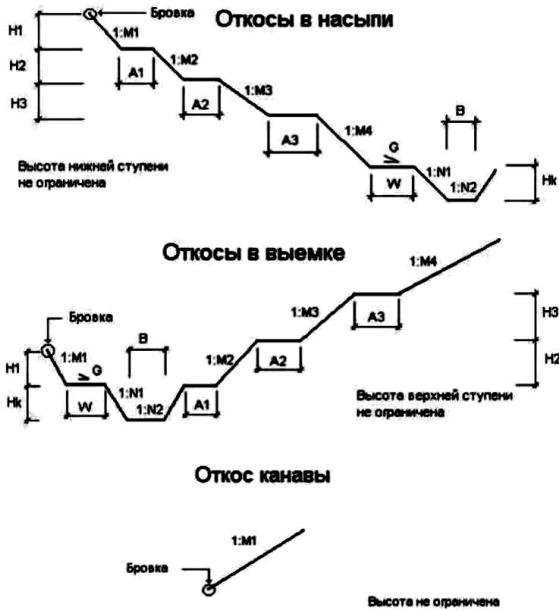 Откосы в насыпи
Бровка
H1
1:M1
H2
A1
1:M2
H3
A2
1:M3
A3
1:M4
B
G
W
1:N1
1:N2
Hk
Высота нижней ступени
не ограничена
Откосы в выемке
Бровка
H1
1:M1
Hk
G
W
B
1:N1
1:N2
A1
1:M2
A2
1:M3
A3
1:M4
H3
H2
Высота верхней ступени
не ограничена
Откос канавы
1:M1
Бровка
Высота не ограничена